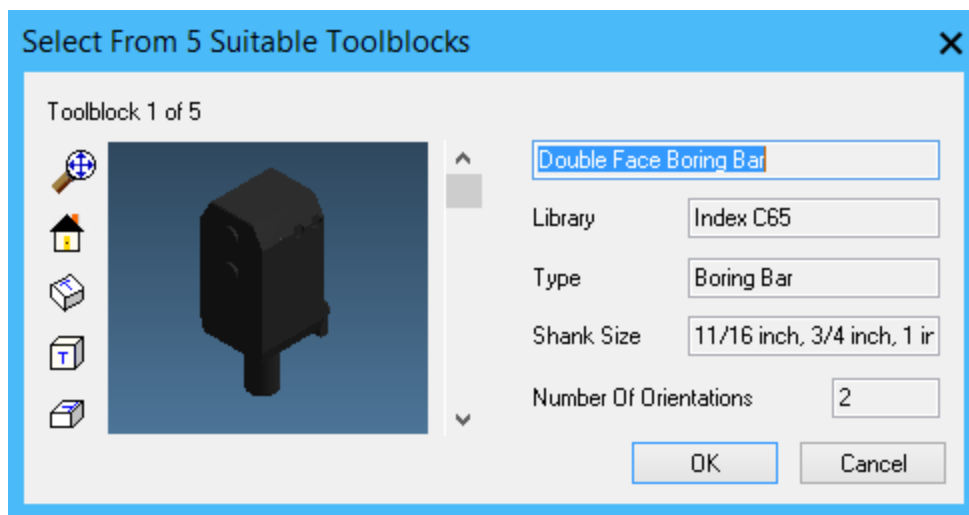 Select From 5 Suitable Toolblocks
Toolblock 1 of 5
Double Face Boring Bar
Library Index C65
Type Boring Bar
Shank Size 11/16 inch, 3/4 inch, 1 ir
Number Of Orientations 2
T
OK Cancel